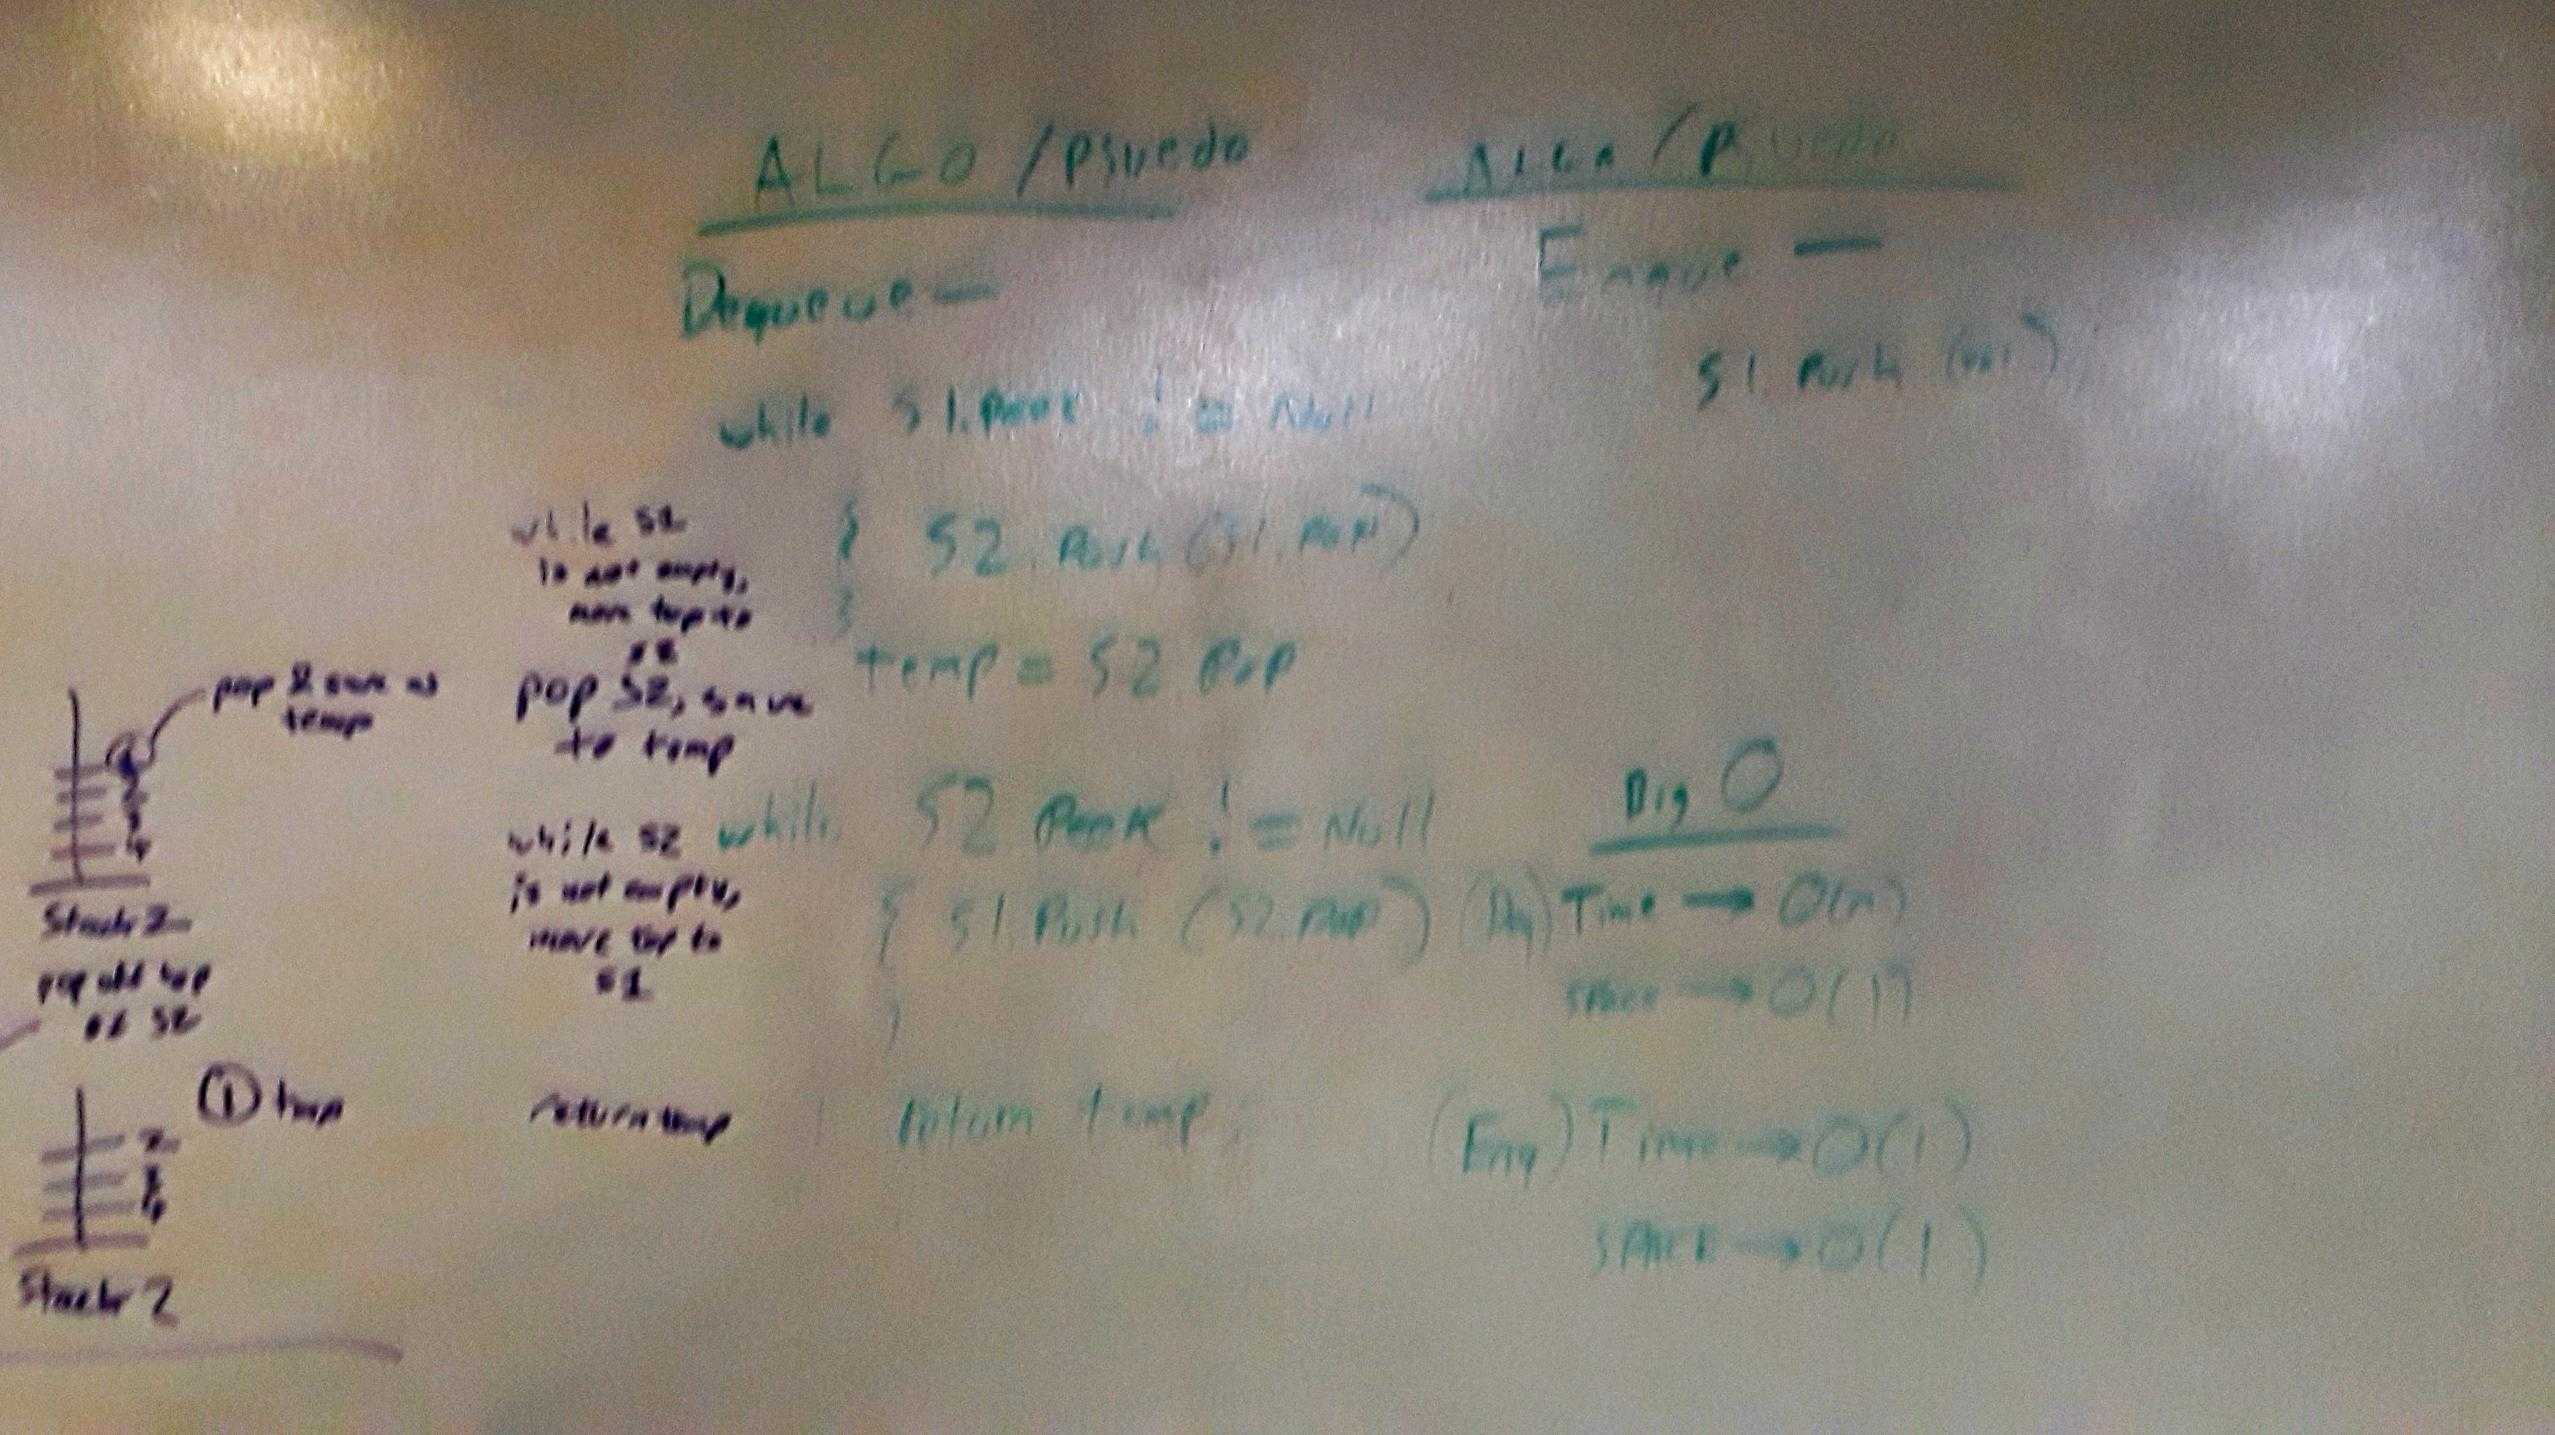 ALGO / Psuedo
Dequeue —
while S1.Peek != Null
{ S2.Push (S1.Pop)
}
temp = S2.Pop
while S2.Peek != Null
{ S1.Push (S2.Pop)
}
return temp;
ALGO / Psuedo
Enque —
S1.Push (val)
Big O
(Deq) Time → O(n)
Space → O(1)
(Enq) Time → O(1)
Space → O(1)
while S1
is not empty,
move top to
pop S2, save
to temp
while S2
is not empty,
move top to
S1
return temp
pop & save as
temp
Stack 2
pop old top
of S2
① temp
2
Stack 2